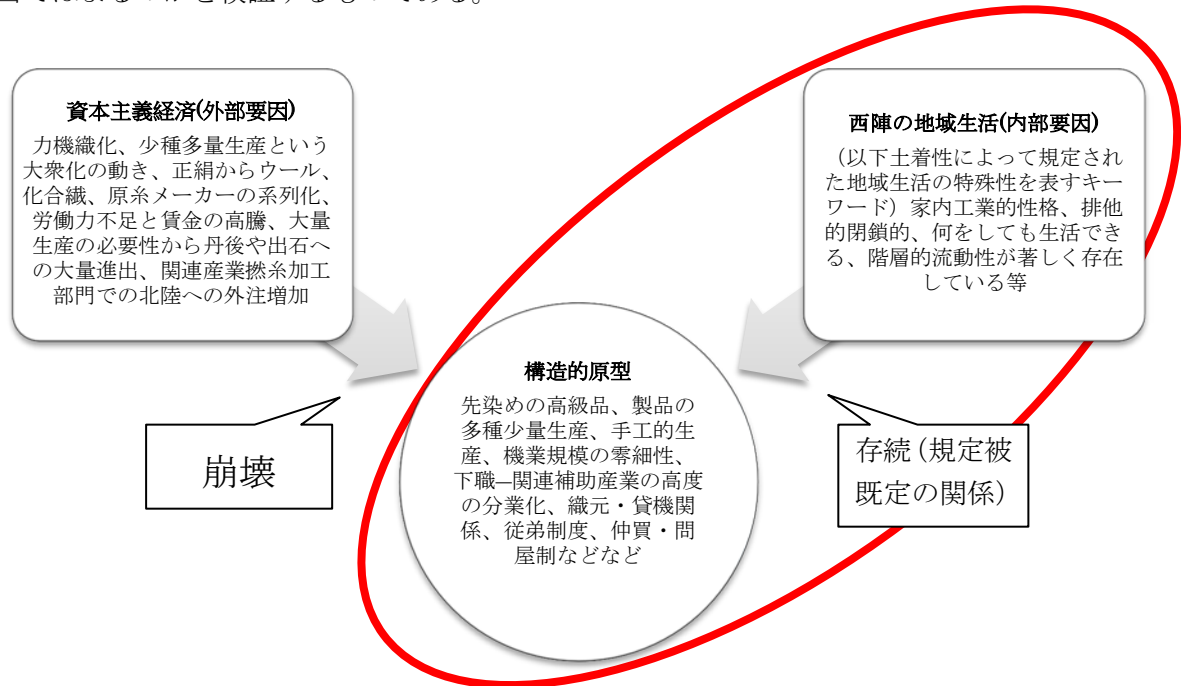 資本主義経済(外部要因)
力機織化、少種多量生産という
大衆化の動き、正絹からウール、
化合繊、原糸メーカーの系列化、
労働力不足と賃金の高騰、大量
生産の必要性から丹後や出石へ
の大量進出、関連産業撚糸加工
部門での北陸への外注増加
西陣の地域生活(内部要因)
（以下土着性によって規定され
た地域生活の特殊性を表すキー
ワード）家内工業的性格、排他
的閉鎖的、何をしても生活でき
る、階層的流動性が著しく存在
している等
構造的原型
先染めの高級品、製品の
多種少量生産、手工的生
産、機業規模の零細性、
下職―関連補助産業の高度
の分業化、織元・貸機関
係、従弟制度、仲買・問
屋制などなど
崩壊
存続（規定被
既定の関係）